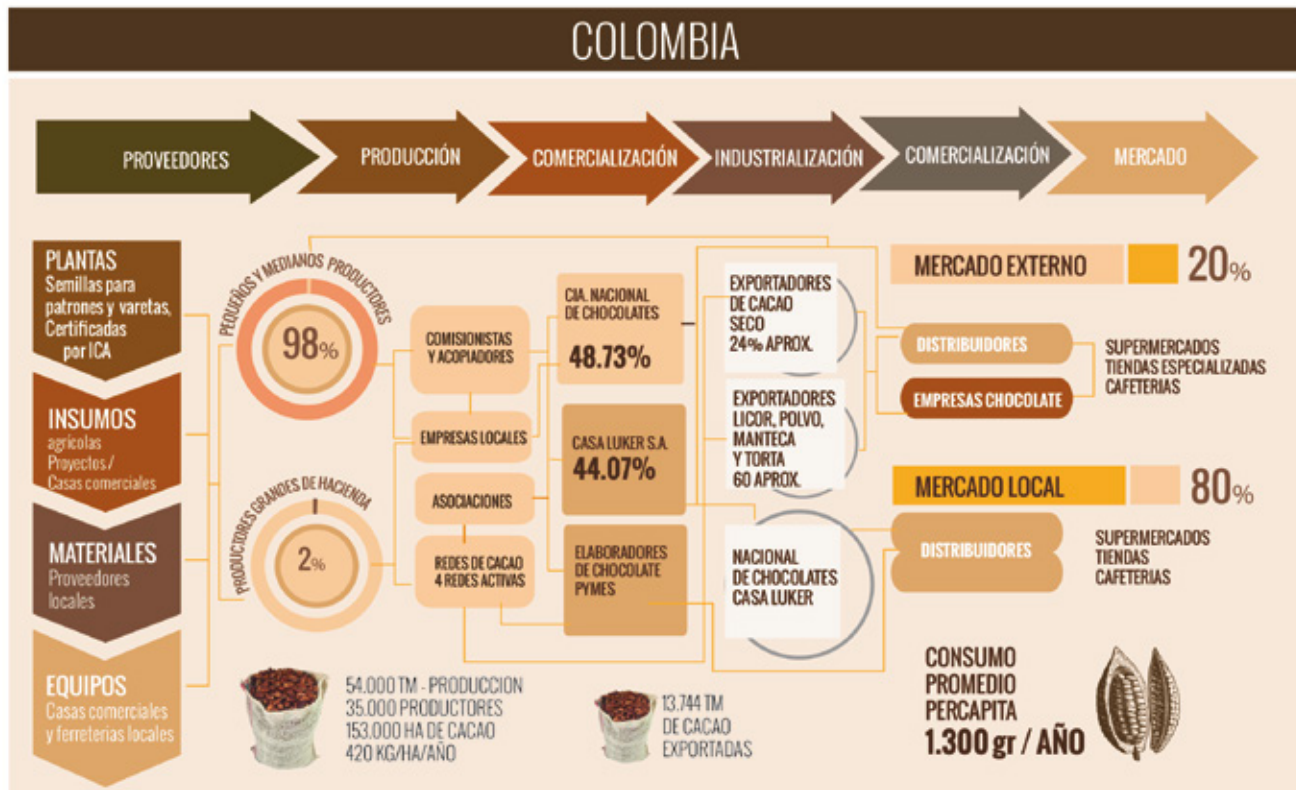 COLOMBIA
PROVEEDORES
PRODUCCIÓN
COMERCIALIZACIÓN
INDUSTRIALIZACIÓN
COMERCIALIZACIÓN
MERCADO
PLANTAS
Semillas para
patrones y varetas,
Certificadas
por ICA
INSUMOS
agrícolas
Proyectos /
Casas comerciales
MATERIALES
Proveedores
locales
EQUIPOS
Casas comerciales
y ferreterias locales
PEQUEÑOS Y MEDIANOS PRODUCTORES
98%
PRODUCTORES GRANDES DE HACIENDA
2%
COMISIONISTAS
Y ACOPIADORES
EMPRESAS LOCALES
ASOCIACIONES
REDES DE CACAO
4 REDES ACTIVAS
CIA. NACIONAL
DE CHOCOLATES
48.73%
CASA LUKER S.A.
44.07%
ELABORADORES
DE CHOCOLATE
PYMES
EXPORTADORES
DE CACAO
SECO
24% APROX.
EXPORTADORES
LICOR, POLVO,
MANTECA
Y TORTA
60 APROX.
NACIONAL
DE CHOCOLATES
CASA LUKER
MERCADO EXTERNO
20%
DISTRIBUIDORES
EMPRESAS CHOCOLATE
SUPERMERCADOS
TIENDAS ESPECIALIZADAS
CAFETERIAS
MERCADO LOCAL
80%
DISTRIBUIDORES
SUPERMERCADOS
TIENDAS
CAFETERIAS
54.000 TM - PRODUCCION
35.000 PRODUCTORES
153.000 HA DE CACAO
420 KG/HA/AÑO
13.744 TM
DE CACAO
EXPORTADAS
CONSUMO
PROMEDIO
PERCAPITA
1.300 gr / AÑO